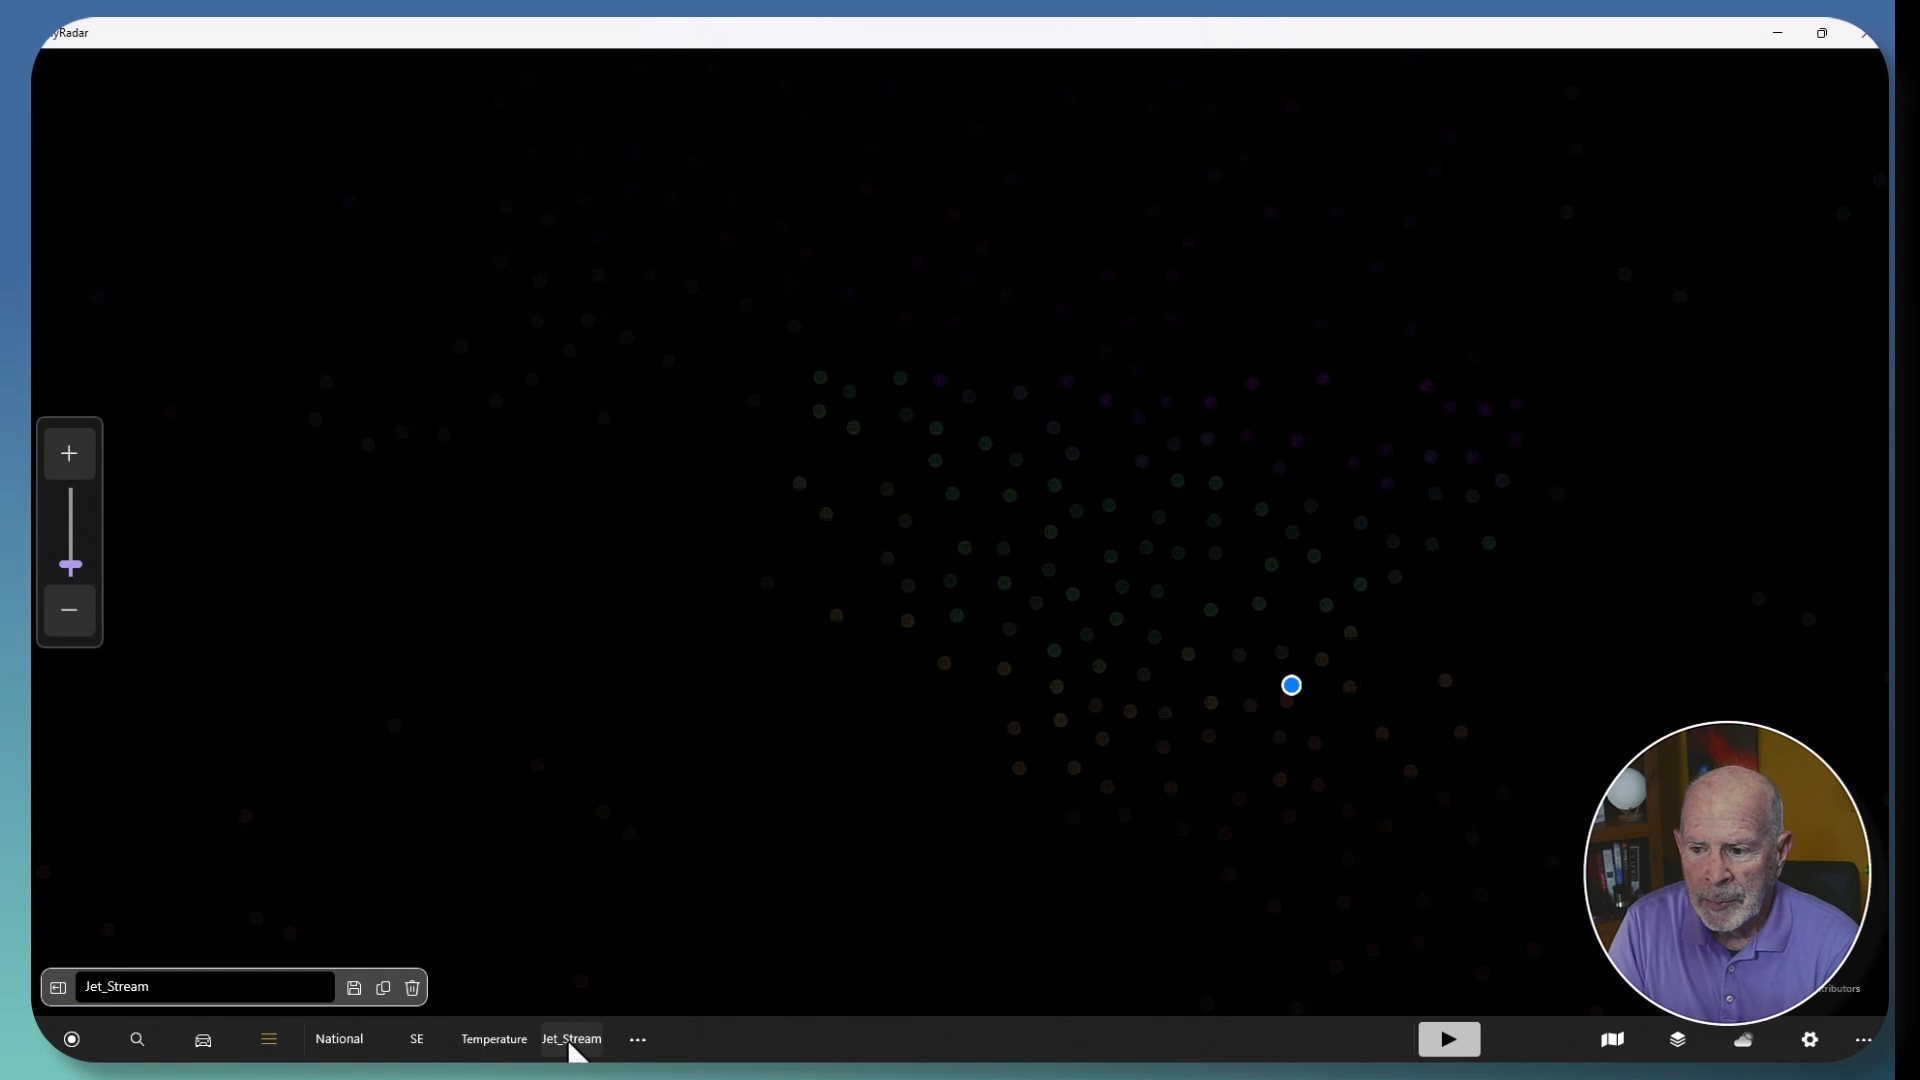 yRadar
Jet_Stream
tributors
National
SE
Temperature
Jet_Stream